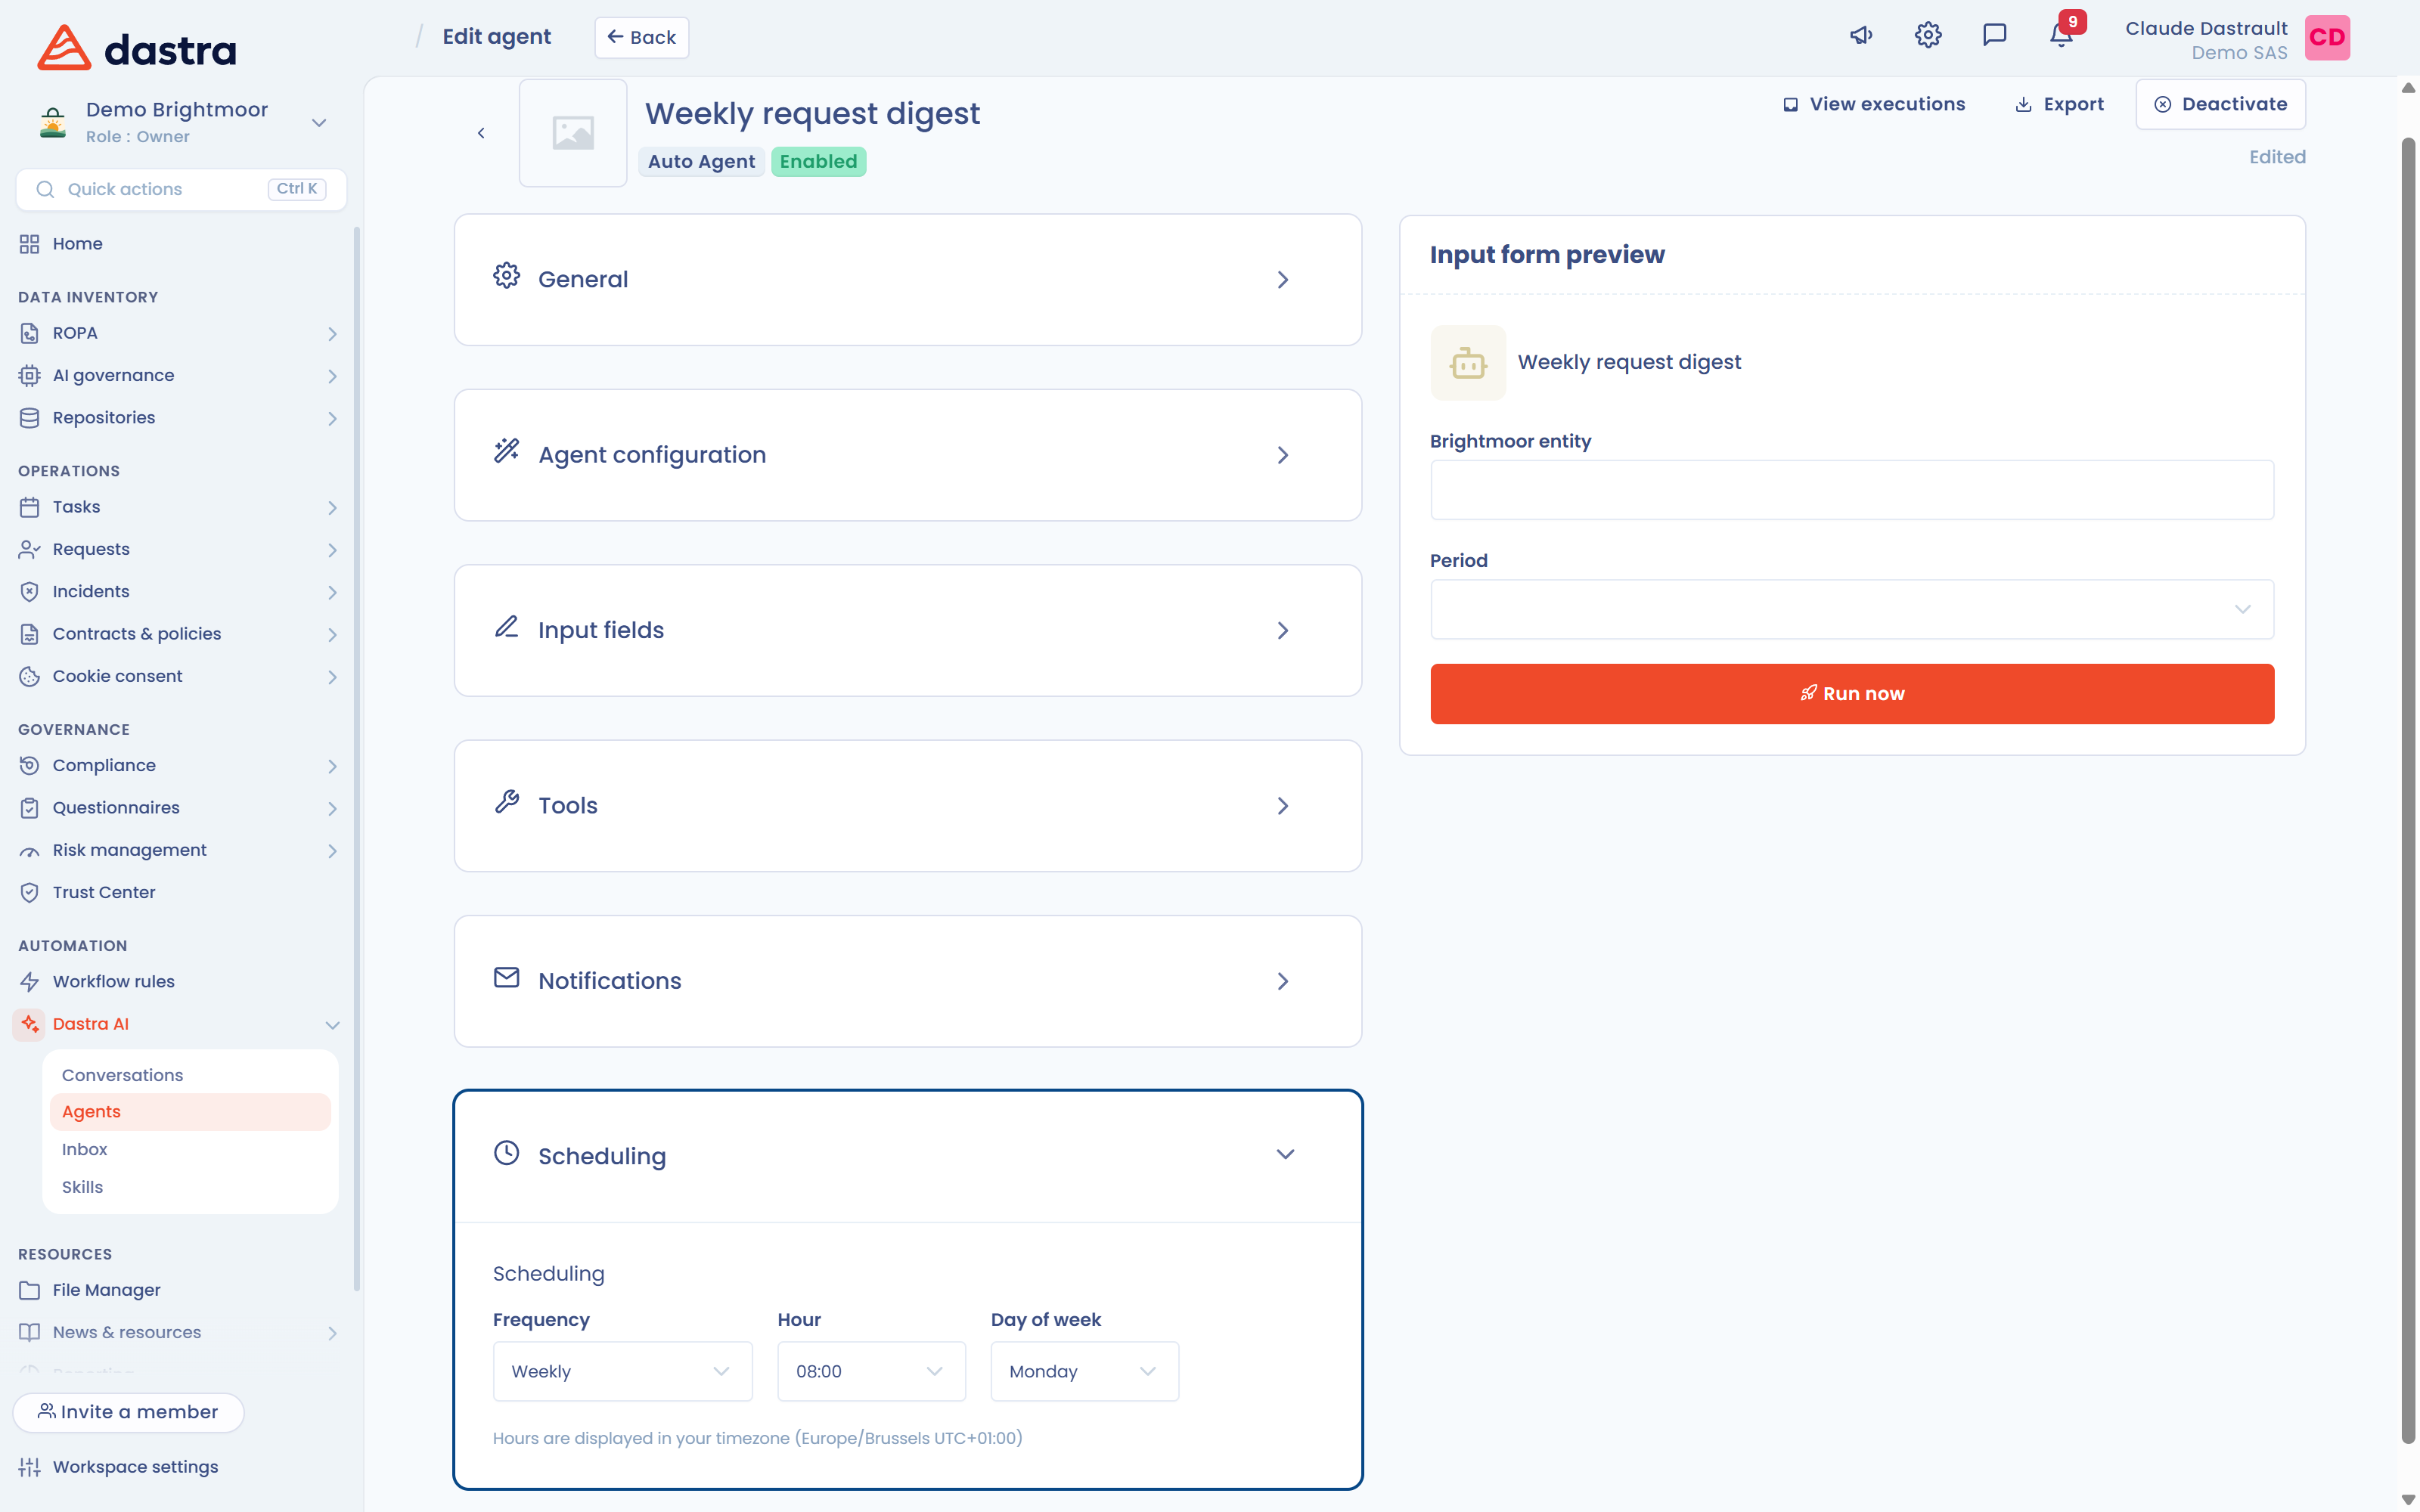 dastra
Demo Brightmoor
Role : Owner
Quick actions
Ctrl K
Home
DATA INVENTORY
ROPA
AI governance
Repositories
OPERATIONS
Tasks
Requests
Incidents
Contracts & policies
Cookie consent
GOVERNANCE
Compliance
Questionnaires
Risk management
Trust Center
AUTOMATION
Workflow rules
Dastra AI
Conversations
Agents
Inbox
Skills
RESOURCES
File Manager
News & resources
Reporting
Invite a member
Workspace settings
/ Edit agent
Back
9
Claude Dastrault
Demo SAS
CD
Weekly request digest
Auto Agent
Enabled
View executions
Export
Deactivate
Edited
General
Agent configuration
Input fields
Tools
Notifications
Scheduling
Scheduling
Frequency
Hour
Day of week
Weekly
08:00
Monday
Hours are displayed in your timezone (Europe/Brussels UTC+01:00)
Input form preview
Weekly request digest
Brightmoor entity
Period
Run now